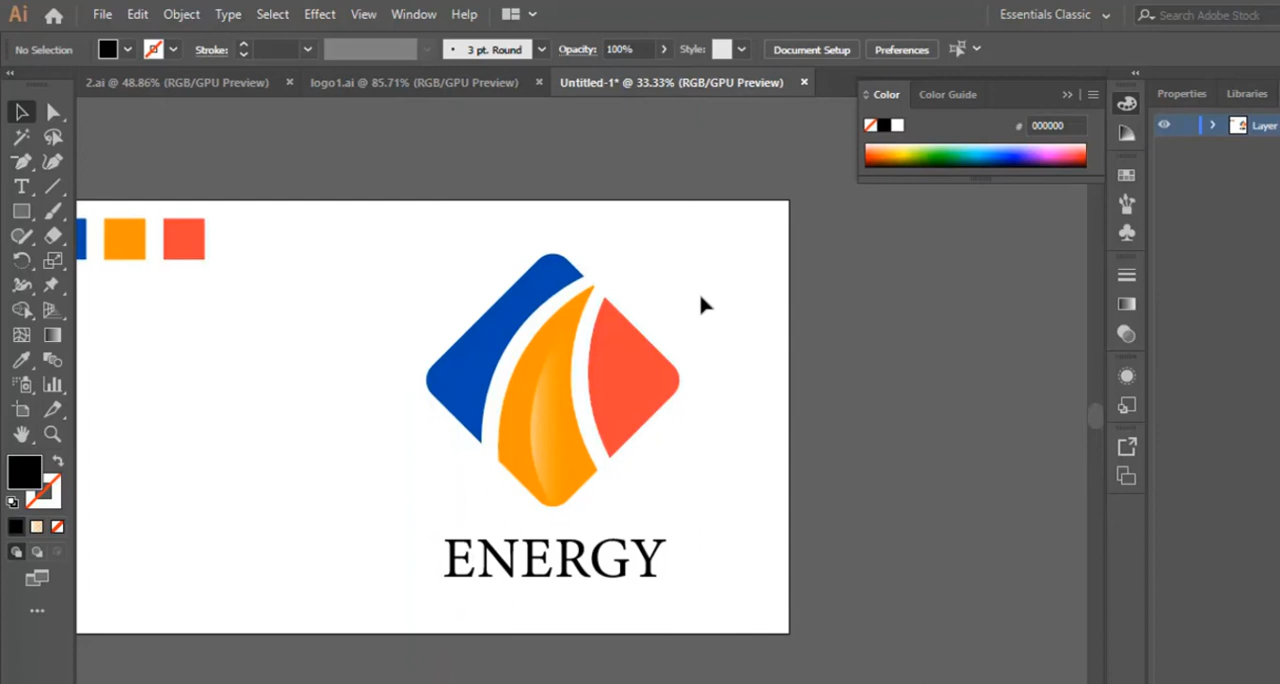 Ai File Edit Object Type Select Effect View Window Help Essentials Classic Search Adobe Stock
No Selection Stroke: 3 pt. Round Opacity: 100% Style: Document Setup Preferences
2.ai @ 48.86% (RGB/GPU Preview) × logo1.ai @ 85.71% (RGB/GPU Preview) × Untitled-1* @ 33.33% (RGB/GPU Preview) ×
Color Color Guide Properties Libraries
# 000000 Layer
ENERGY